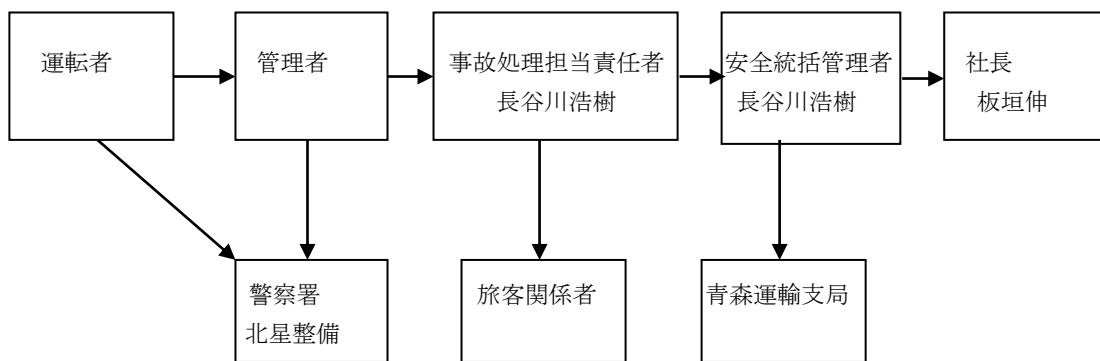 運転者
管理者
事故処理担当責任者
長谷川浩樹
安全統括管理者
長谷川浩樹
社長
板垣伸
警察署
北星整備
旅客関係者
青森運輸支局